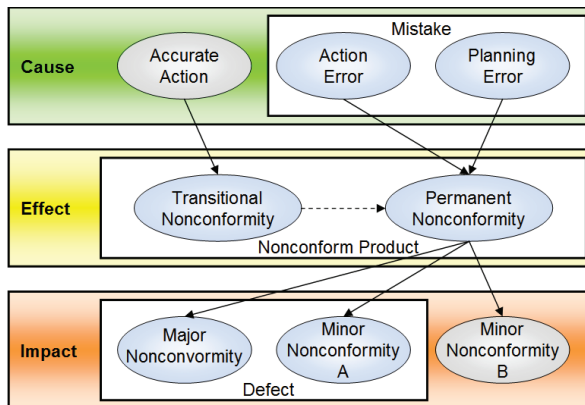 Mistake
Cause
Accurate
Action
Action
Error
Planning
Error
Effect
Transitional
Nonconformity
Permanent
Nonconformity
Nonconform Product
Impact
Major
Nonconvormity
Minor
Nonconformity
A
Minor
Nonconformity
B
Defect